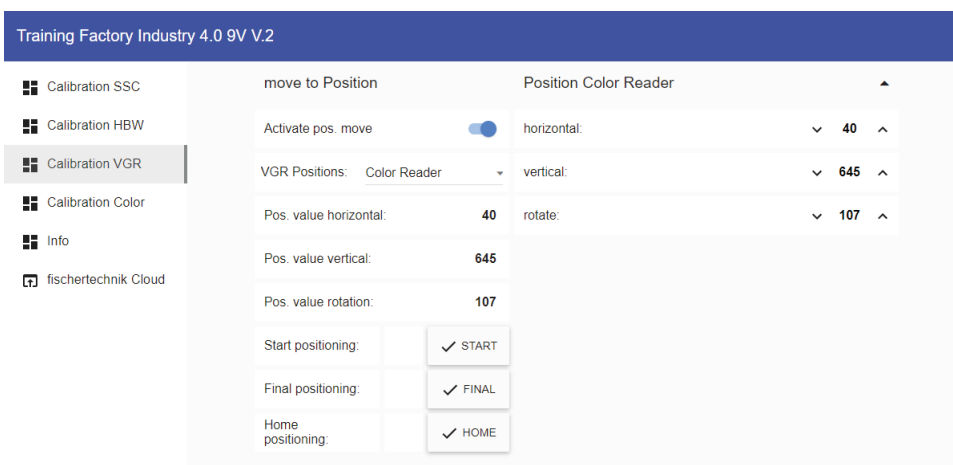 Training Factory Industry 4.0 9V V.2
Calibration SSC
Calibration HBW
Calibration VGR
Calibration Color
Info
fischertechnik Cloud
move to Position
Activate pos. move
VGR Positions: Color Reader
Pos. value horizontal: 40
Pos. value vertical: 645
Pos. value rotation: 107
Start positioning: START
Final positioning: FINAL
Home
positioning: HOME
Position Color Reader
horizontal: 40
vertical: 645
rotate: 107